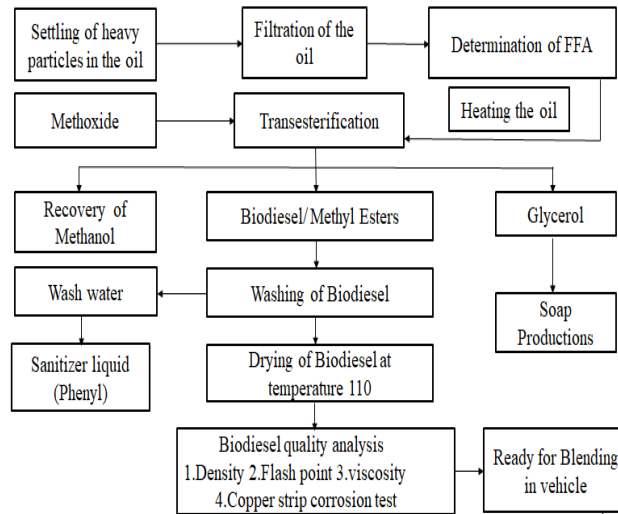 Settling of heavy
particles in the oil
Filtration of the
oil
Determination of FFA
Heating the oil
Methoxide
Transesterification
Recovery of
Methanol
Biodiesel/ Methyl Esters
Glycerol
Wash water
Washing of Biodiesel
Soap
Productions
Sanitizer liquid
(Phenyl)
Drying of Biodiesel at
temperature 110
Biodiesel quality analysis
1.Density 2.Flash point 3.viscosity
4.Copper strip corrosion test
Ready for Blending
in vehicle